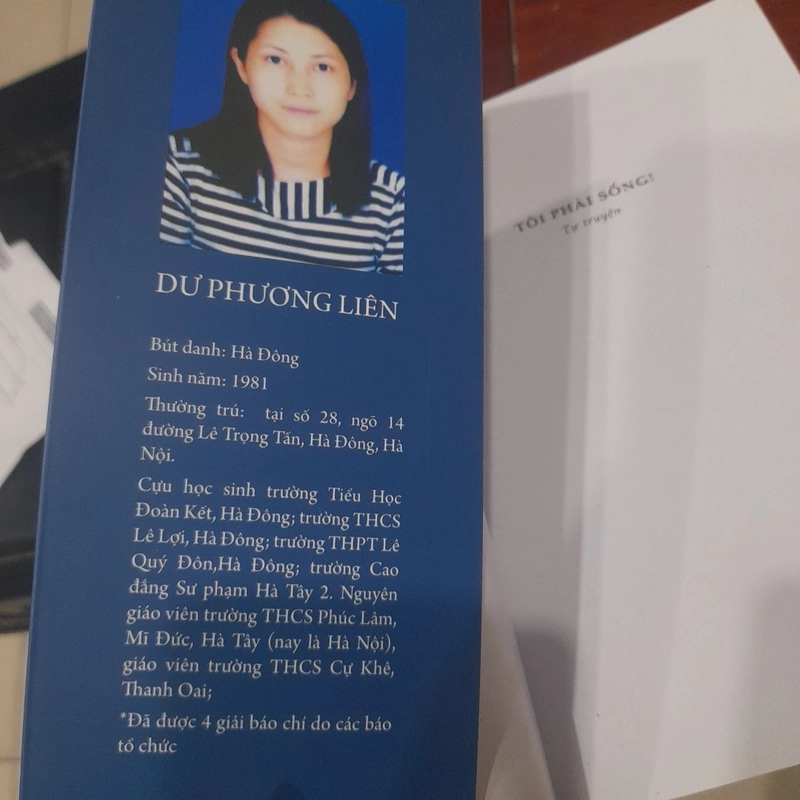 DƯ PHƯƠNG LIÊN
Bút danh: Hà Đông
Sinh năm: 1981
Thường trú: tại số 28, ngõ 14
đường Lê Trọng Tấn, Hà Đông, Hà
Nội.
Cựu học sinh trường Tiểu Học
Đoàn Kết, Hà Đông; trường THCS
Lê Lợi, Hà Đông; trường THPT Lê
Quý Đôn,Hà Đông; trường Cao
đẳng Sư phạm Hà Tây 2. Nguyên
giáo viên trường THCS Phúc Lâm,
Mĩ Đức, Hà Tây (nay là Hà Nội),
giáo viên trường THCS Cự Khê,
Thanh Oai;
*Đã được 4 giải báo chí do các báo
tổ chức
TÔI PHẢI SỐNG!
Tự truyện